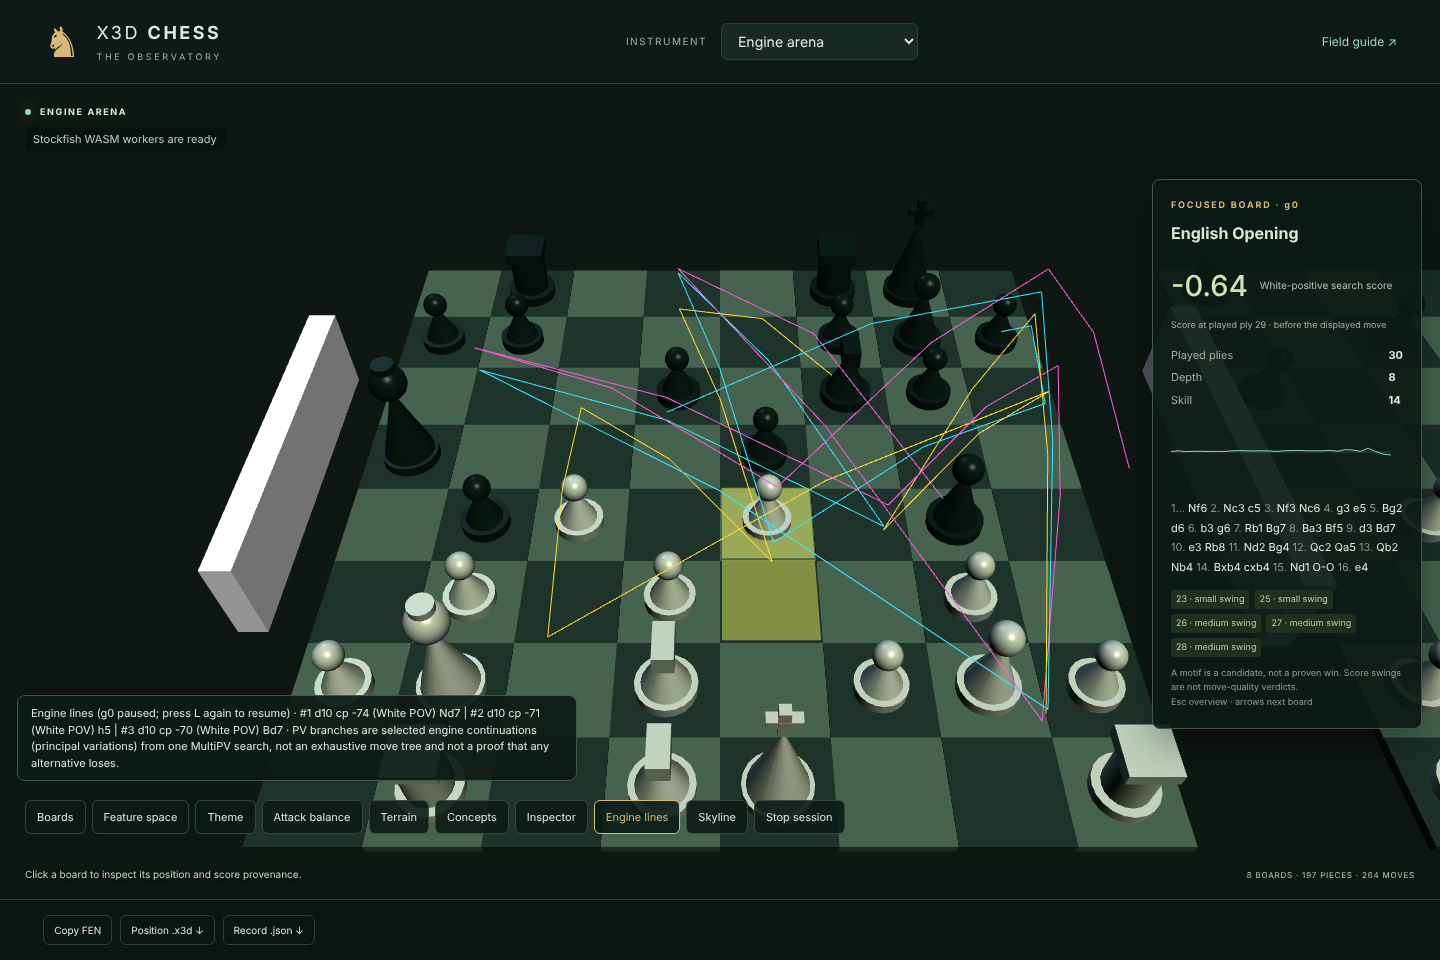 X3D CHESS
THE OBSERVATORY
INSTRUMENT
Engine arena
Field guide ↗
ENGINE ARENA
Stockfish WASM workers are ready
FOCUSED BOARD · g0
English Opening
-0.64 White-positive search score
Score at played ply 29 · before the displayed move
Played plies 30
Depth 8
Skill 14
1... Nf6 2. Nc3 c5 3. Nf3 Nc6 4. g3 e5 5. Bg2
d6 6. b3 g6 7. Rb1 Bg7 8. Ba3 Bf5 9. d3 Bd7
10. e3 Rb8 11. Nd2 Bg4 12. Qc2 Qa5 13. Qb2
Nb4 14. Bxb4 cxb4 15. Nd1 O-O 16. e4
23 · small swing 25 · small swing
26 · medium swing 27 · medium swing
28 · medium swing
A motif is a candidate, not a proven win. Score swings
are not move-quality verdicts.
Esc overview · arrows next board
Engine lines (g0 paused; press L again to resume) · #1 d10 cp -74 (White POV) Nd7 | #2 d10 cp -71
(White POV) h5 | #3 d10 cp -70 (White POV) Bd7 · PV branches are selected engine continuations
(principal variations) from one MultiPV search, not an exhaustive move tree and not a proof that any
alternative loses.
Boards Feature space Theme Attack balance Terrain Concepts Inspector Engine lines Skyline Stop session
Click a board to inspect its position and score provenance.
8 BOARDS · 197 PIECES · 264 MOVES
Copy FEN Position .x3d ↓ Record .json ↓